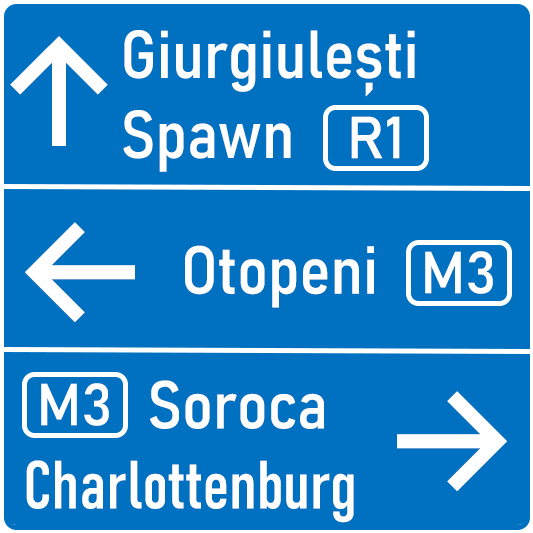 Giurgiulești
Spawn R1
Otopeni M3
M3 Soroca
Charlottenburg